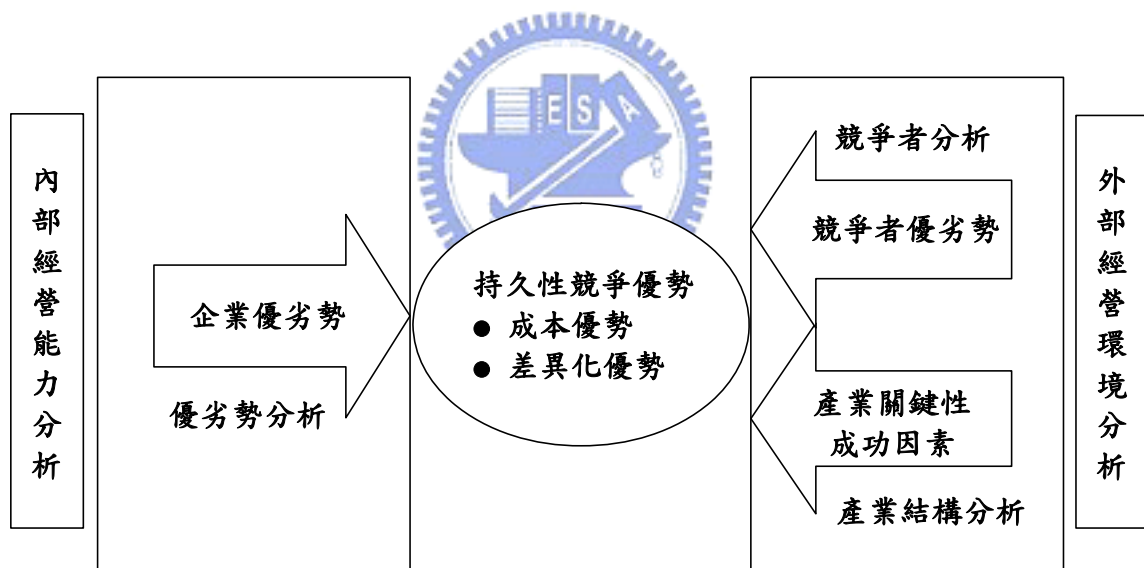 內部經營能力分析
企業優劣勢
優劣勢分析
E S A
持久性競爭優勢
● 成本優勢
● 差異化優勢
競爭者分析
競爭者優劣勢
產業關鍵性
成功因素
產業結構分析
外部經營環境分析